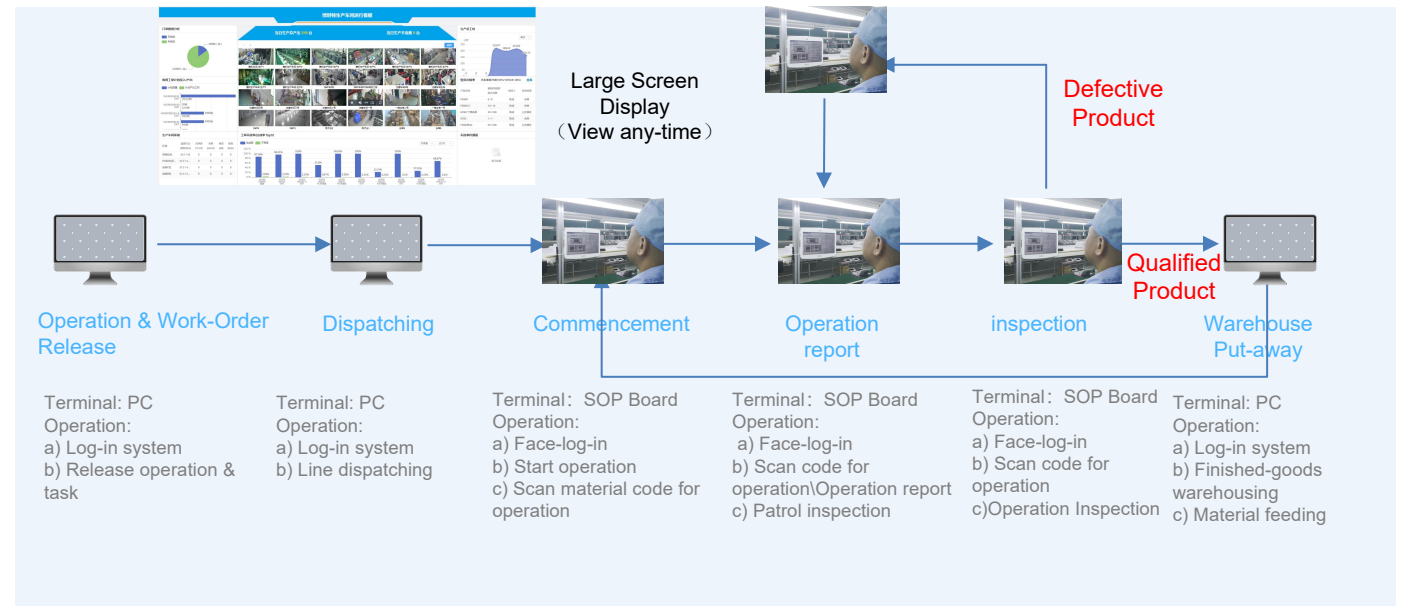 Large Screen
Display
（View any-time）
Defective
Product
Qualified
Product
Operation & Work-Order
Release
Dispatching
Commencement
Operation
report
inspection
Warehouse
Put-away
Terminal: PC
Operation:
a) Log-in system
b) Release operation &
task
Terminal: PC
Operation:
a) Log-in system
b) Line dispatching
Terminal：SOP Board
Operation:
a) Face-log-in
b) Start operation
c) Scan material code for
operation
Terminal：SOP Board
Operation:
a) Face-log-in
b) Scan code for
operation\Operation report
c) Patrol inspection
Terminal：SOP Board
Operation:
a) Face-log-in
b) Scan code for
operation
c)Operation Inspection
Terminal: PC
Operation:
a) Log-in system
b) Finished-goods
warehousing
c) Material feeding